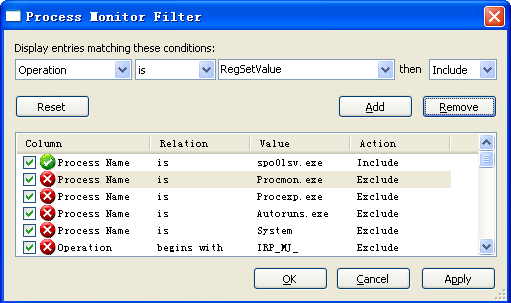 Process Monitor Filter
Display entries matching these conditions:
Operation is RegSetValue then Include
Reset Add Remove
Column Relation Value Action
Process Name is spo0lsv.exe Include
Process Name is Procmon.exe Exclude
Process Name is Procexp.exe Exclude
Process Name is Autoruns.exe Exclude
Process Name is System Exclude
Operation begins with IRP_MJ_ Exclude
OK Cancel Apply